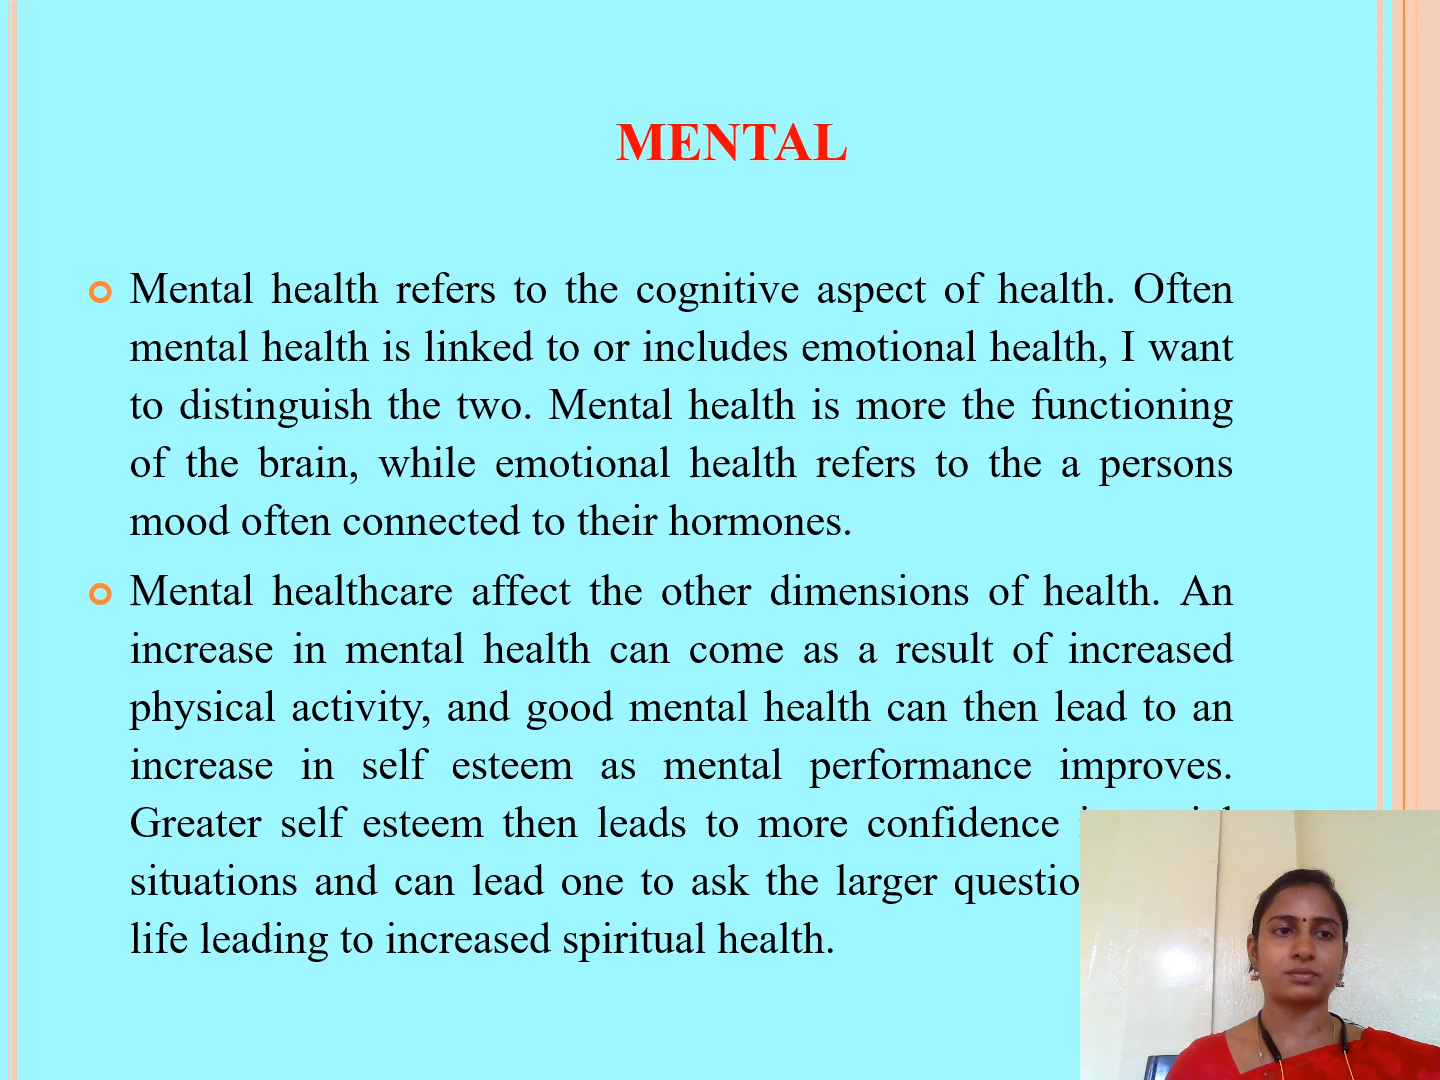 MENTAL
Mental health refers to the cognitive aspect of health. Often
mental health is linked to or includes emotional health, I want
to distinguish the two. Mental health is more the functioning
of the brain, while emotional health refers to the a persons
mood often connected to their hormones.
Mental healthcare affect the other dimensions of health. An
increase in mental health can come as a result of increased
physical activity, and good mental health can then lead to an
increase in self esteem as mental performance improves.
Greater self esteem then leads to more confidence
situations and can lead one to ask the larger
life leading to increased spiritual health.